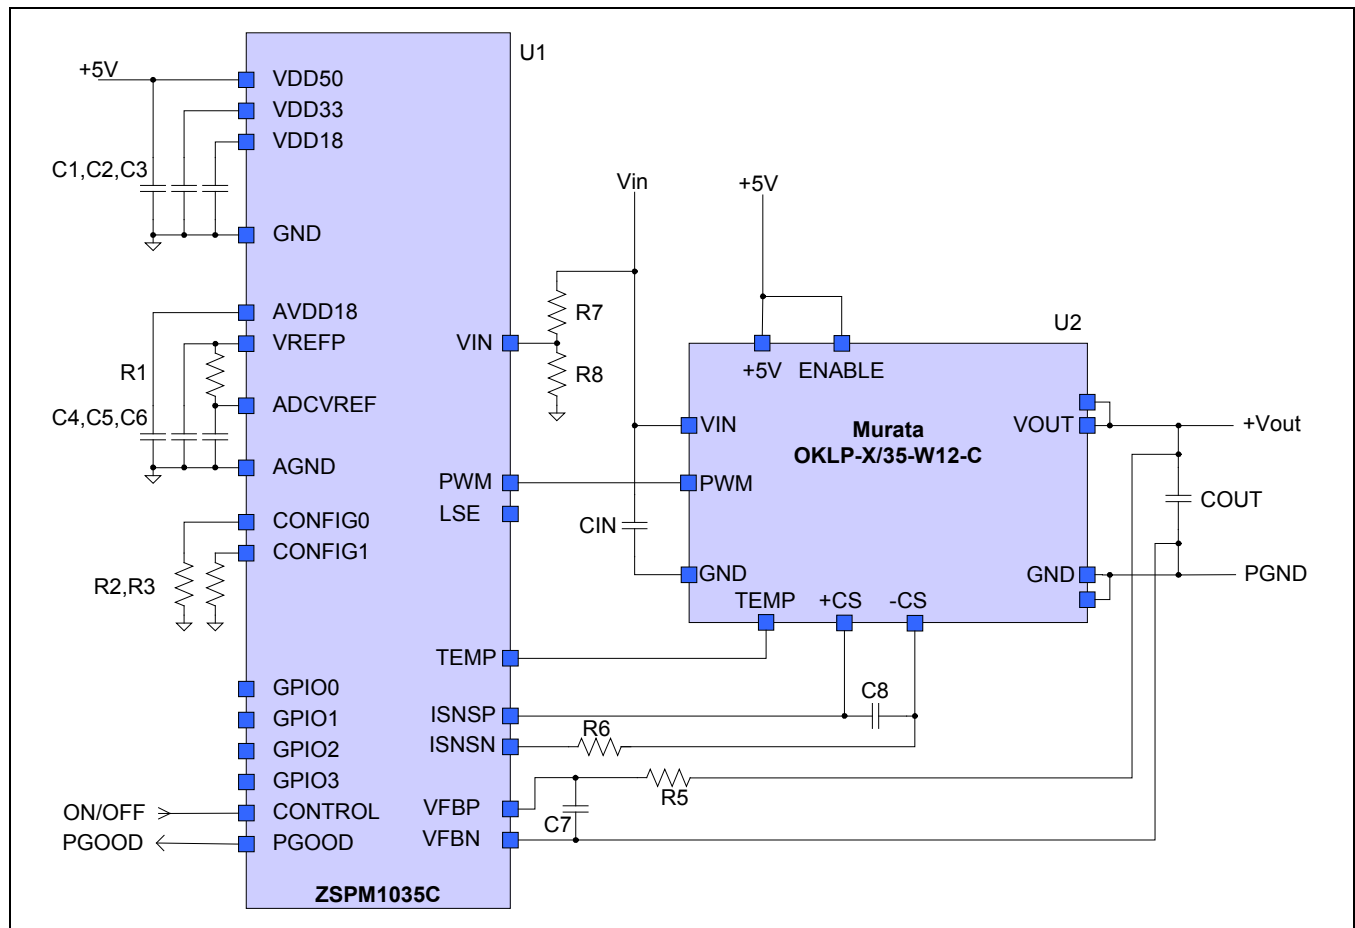 U1
+5V
VDD50
VDD33
VDD18
C1,C2,C3
GND
AVDD18
VREFP
R1
ADCVREF
C4,C5,C6
AGND
CONFIG0
CONFIG1
R2,R3
GPIO0
GPIO1
GPIO2
GPIO3
ON/OFF
CONTROL
PGOOD
PGOOD
ZSPM1035C
VIN
PWM
LSE
TEMP
ISNSP
ISNSN
VFBP
VFBN
Vin
+5V
R7
R8
CIN
U2
+5V
ENABLE
VIN
PWM
GND
Murata
OKLP-X/35-W12-C
VOUT
GND
TEMP
+CS
-CS
+Vout
COUT
PGND
C8
R6
R5
C7